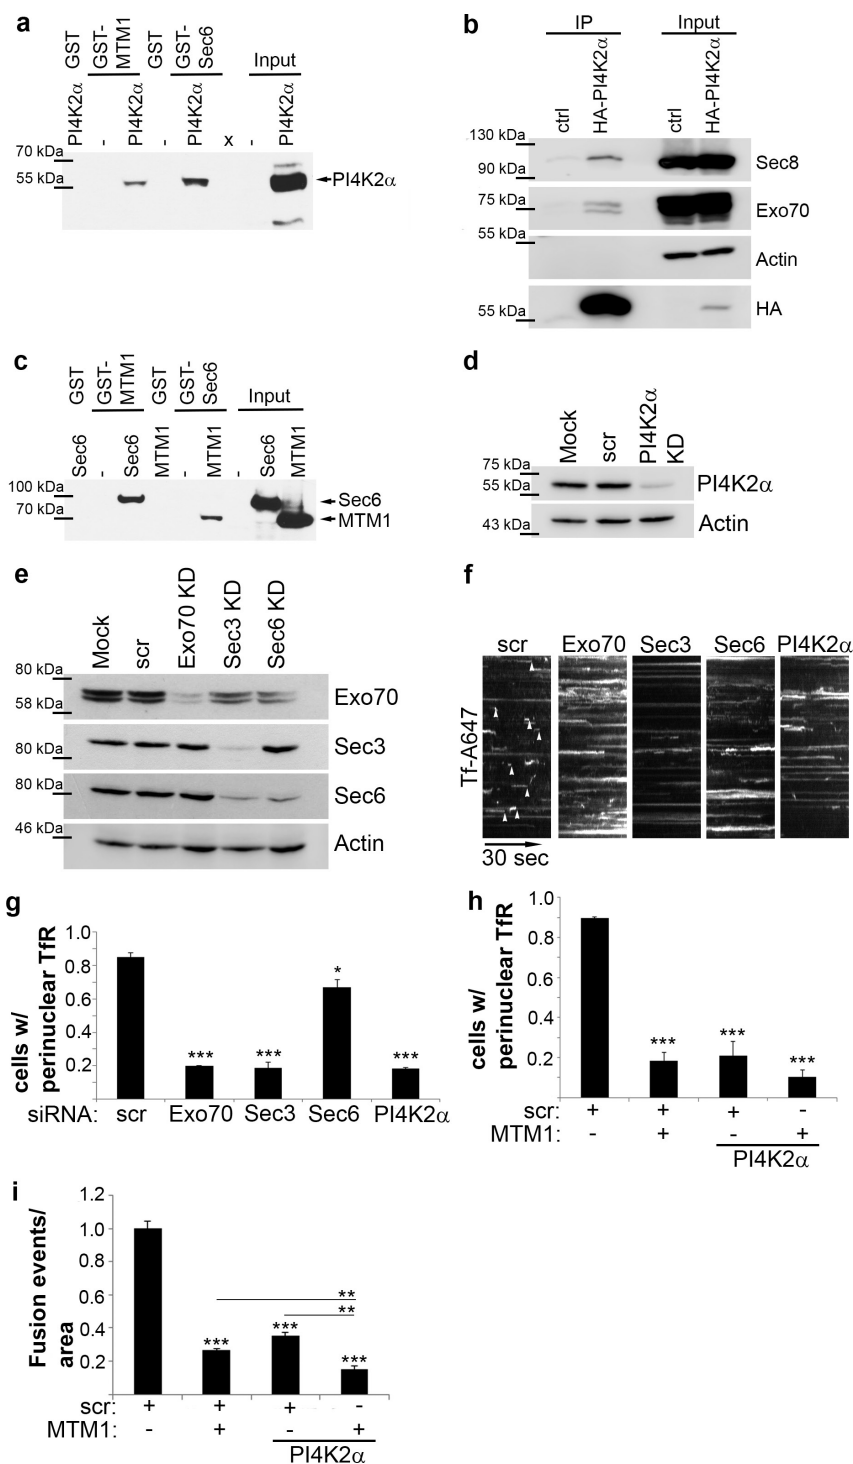 a
GST
GST-
MTM1
GST
GST-
Sec6
Input
PI4K2α
-
PI4K2α
-
PI4K2α
x
-
PI4K2α
70 kDa
55 kDa
PI4K2α
b
IP
Input
ctrl
HA-PI4K2α
ctrl
HA-PI4K2α
130 kDa
90 kDa
Sec8
75 kDa
Exo70
55 kDa
Actin
55 kDa
HA
c
GST
GST-
MTM1
GST
GST-
Sec6
Input
Sec6
-
Sec6
MTM1
-
MTM1
-
Sec6
MTM1
100 kDa
70 kDa
Sec6
MTM1
d
Mock
scr
PI4K2α
KD
75 kDa
55 kDa
PI4K2α
43 kDa
Actin
e
Mock
scr
Exo70 KD
Sec3 KD
Sec6 KD
80 kDa
58 kDa
Exo70
80 kDa
Sec3
80 kDa
Sec6
46 kDa
Actin
f
scr Exo70 Sec3 Sec6 PI4K2α
Tf-A647
30 sec
g
cells w/
perinuclear TfR
1.0
0.8
0.6
0.4
0.2
*** *** * ***
siRNA: scr Exo70 Sec3 Sec6 PI4K2α
h
cells w/
perinuclear TfR
1.0
0.8
0.6
0.4
0.2
*** *** ***
scr: + + + -
MTM1: - + - +
PI4K2α
i
Fusion events/
area
1.2
1.0
0.8
0.6
0.4
0.2
**
**
*** *** ***
scr: + + + -
MTM1: - + - +
PI4K2α